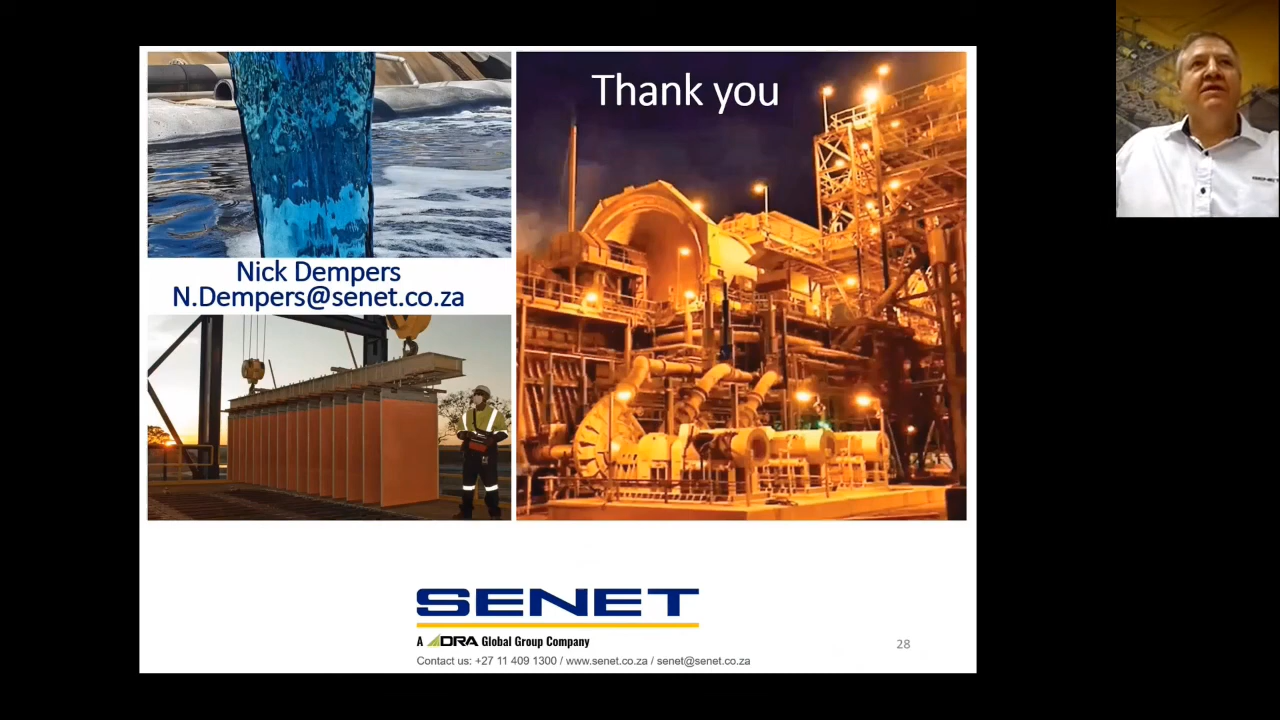 Thank you
Nick Dempers
N.Dempers@senet.co.za
SENET
A DRA Global Group Company
Contact us: +27 11 409 1300 / www.senet.co.za / senet@senet.co.za
28